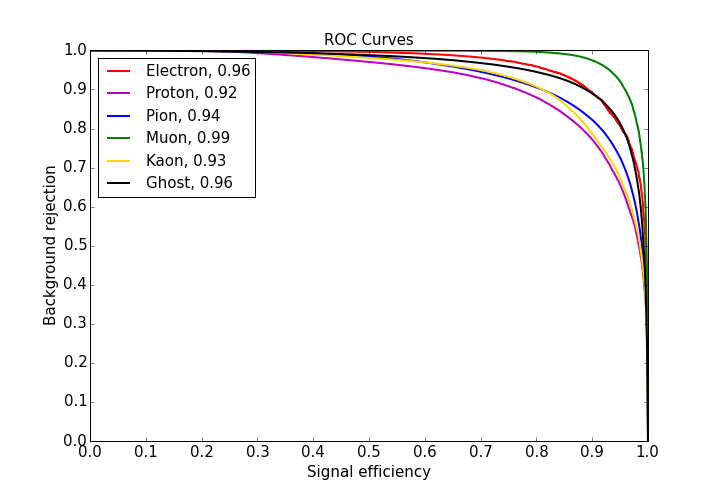 ROC Curves
1.0
0.9
0.8
0.7
0.6
0.5
0.4
0.3
0.2
0.1
0.0
Background rejection
Electron, 0.96
Proton, 0.92
Pion, 0.94
Muon, 0.99
Kaon, 0.93
Ghost, 0.96
0.0 0.1 0.2 0.3 0.4 0.5 0.6 0.7 0.8 0.9 1.0
Signal efficiency